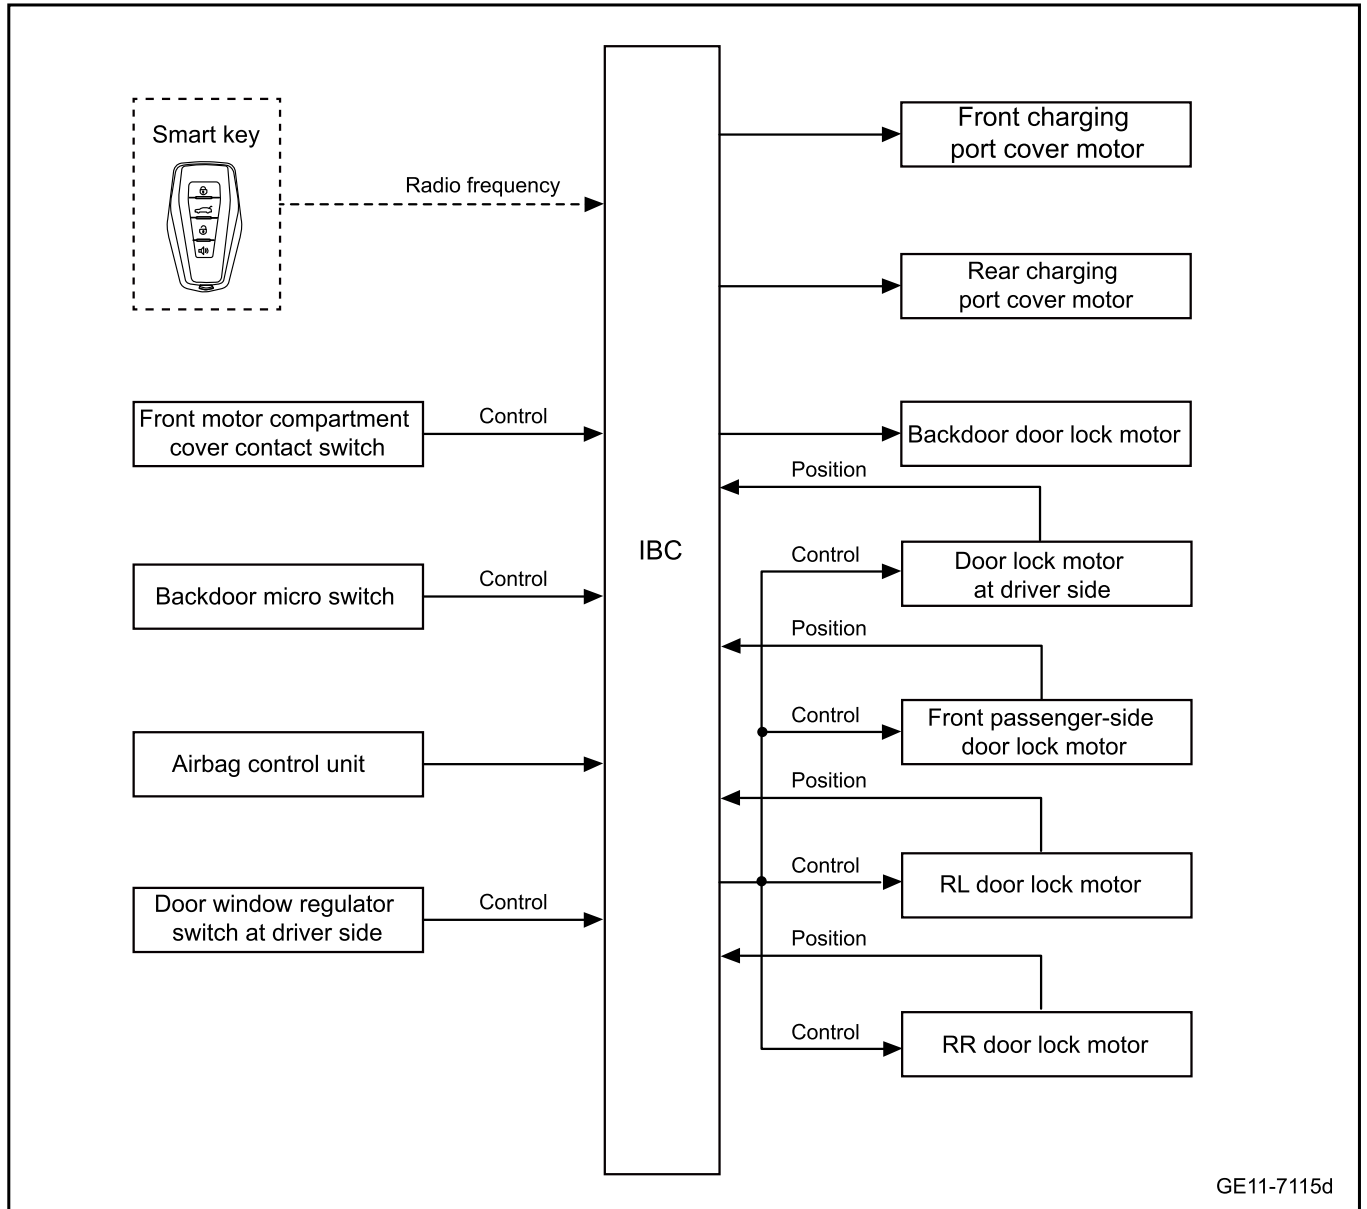 Smart key
Radio frequency
Front motor compartment
cover contact switch
Control
Backdoor micro switch
Control
Airbag control unit
Door window regulator
switch at driver side
Control
IBC
Front charging
port cover motor
Rear charging
port cover motor
Backdoor door lock motor
Position
Control
Door lock motor
at driver side
Position
Control
Front passenger-side
door lock motor
Position
Control
RL door lock motor
Position
Control
RR door lock motor
GE11-7115d